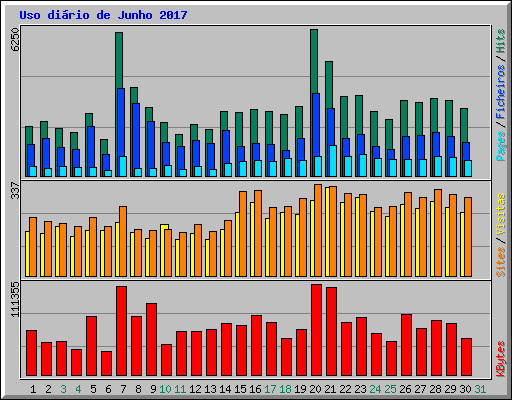 Uso diário de Junho 2017
6250
337
111355
Pages / Ficheiros / Hits
Sites / Visitas
KBytes
1 2 3 4 5 6 7 8 9 10 11 12 13 14 15 16 17 18 19 20 21 22 23 24 25 26 27 28 29 30 31